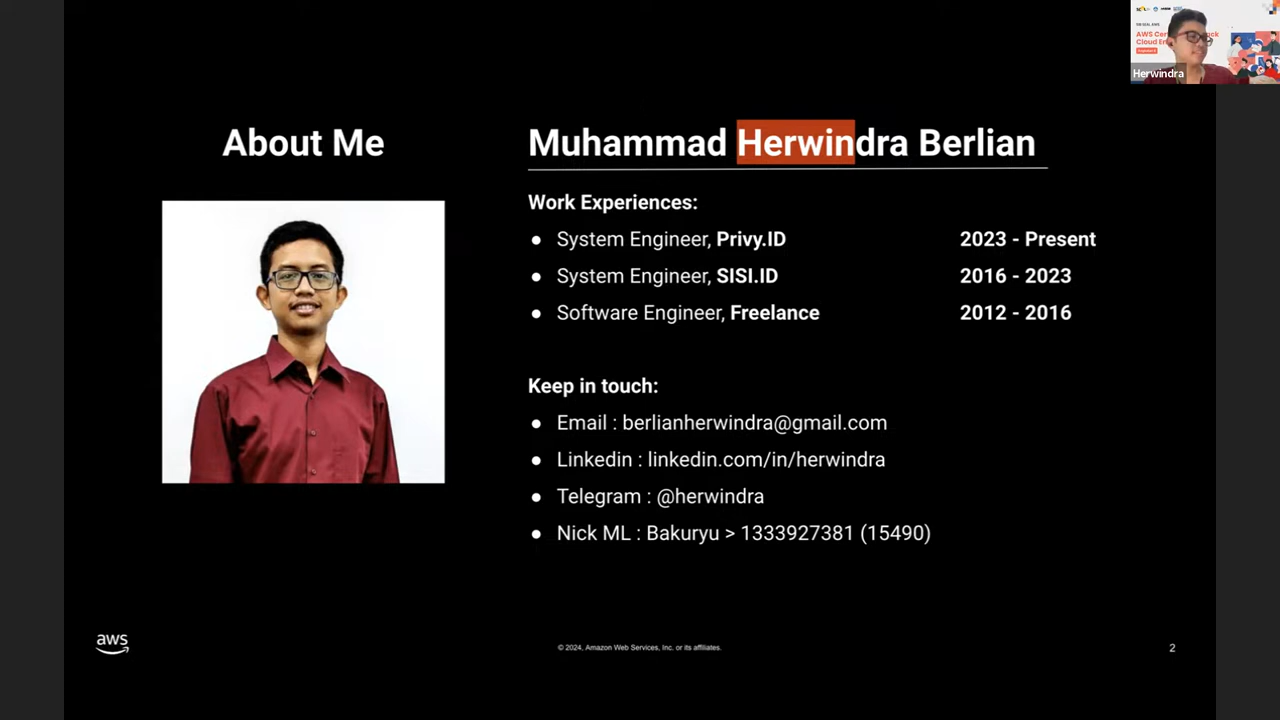 Herwindra
About Me
Muhammad Herwindra Berlian
Work Experiences:
● System Engineer, Privy.ID 2023 - Present
● System Engineer, SISI.ID 2016 - 2023
● Software Engineer, Freelance 2012 - 2016
Keep in touch:
● Email : berlianherwindra@gmail.com
● Linkedin : linkedin.com/in/herwindra
● Telegram : @herwindra
● Nick ML : Bakuryu > 1333927381 (15490)
aws
© 2024, Amazon Web Services, Inc. or its affiliates.
2